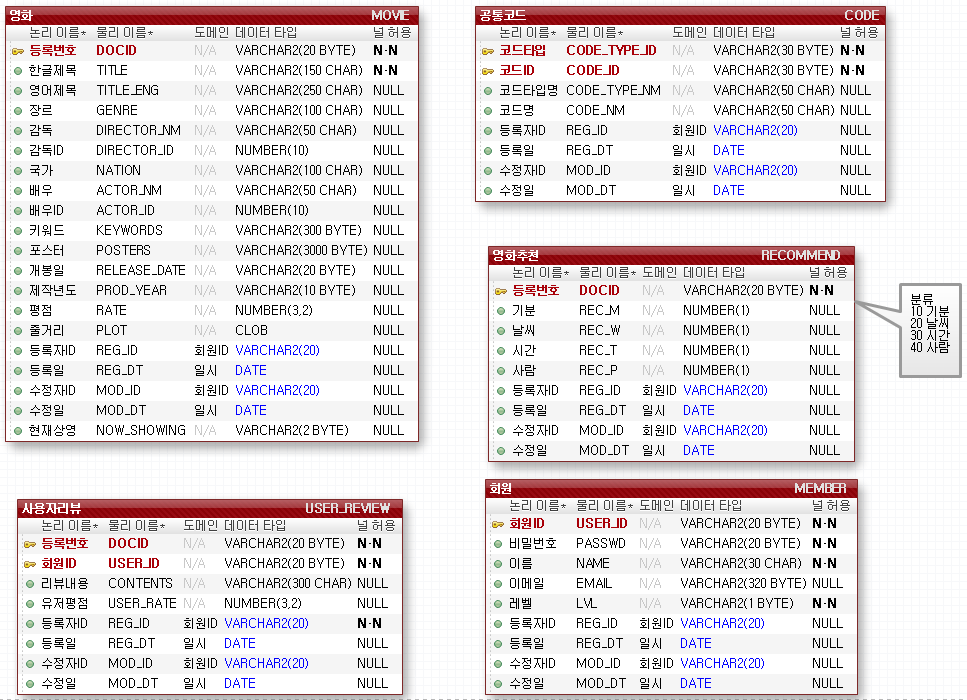 영화 MOVIE
논리 이름* 물리 이름* 도메인 데이터 타입 널 허용
등록번호 DOCID N/A VARCHAR2(20 BYTE) N-N
한글제목 TITLE N/A VARCHAR2(150 CHAR) N-N
영어제목 TITLE_ENG N/A VARCHAR2(250 CHAR) NULL
장르 GENRE N/A VARCHAR2(100 CHAR) NULL
감독 DIRECTOR_NM N/A VARCHAR2(50 CHAR) NULL
감독ID DIRECTOR_ID N/A NUMBER(10) NULL
국가 NATION N/A VARCHAR2(100 CHAR) NULL
배우 ACTOR_NM N/A VARCHAR2(50 CHAR) NULL
배우ID ACTOR_ID N/A NUMBER(10) NULL
키워드 KEYWORDS N/A VARCHAR2(300 BYTE) NULL
포스터 POSTERS N/A VARCHAR2(3000 BYTE) NULL
개봉일 RELEASE_DATE N/A VARCHAR2(20 BYTE) NULL
제작년도 PROD_YEAR N/A VARCHAR2(10 BYTE) NULL
평점 RATE N/A NUMBER(3,2) NULL
줄거리 PLOT N/A CLOB NULL
등록자ID REG_ID 회원ID VARCHAR2(20) NULL
등록일 REG_DT 일시 DATE NULL
수정자ID MOD_ID 회원ID VARCHAR2(20) NULL
수정일 MOD_DT 일시 DATE NULL
현재상영 NOW_SHOWING N/A VARCHAR2(2 BYTE) NULL
공통코드 CODE
논리 이름* 물리 이름* 도메인 데이터 타입 널 허용
코드타입 CODE_TYPE_ID N/A VARCHAR2(30 BYTE) N-N
코드ID CODE_ID N/A VARCHAR2(30 BYTE) N-N
코드타입명 CODE_TYPE_NM N/A VARCHAR2(50 CHAR) NULL
코드명 CODE_NM N/A VARCHAR2(50 CHAR) NULL
등록자ID REG_ID 회원ID VARCHAR2(20) NULL
등록일 REG_DT 일시 DATE NULL
수정자ID MOD_ID 회원ID VARCHAR2(20) NULL
수정일 MOD_DT 일시 DATE NULL
영화추천 RECOMMEND
논리 이름* 물리 이름* 도메인 데이터 타입 널 허용
등록번호 DOCID N/A VARCHAR2(20 BYTE) N-N
기분 REC_M N/A NUMBER(1) NULL
날씨 REC_W N/A NUMBER(1) NULL
시간 REC_T N/A NUMBER(1) NULL
사람 REC_P N/A NUMBER(1) NULL
등록자ID REG_ID 회원ID VARCHAR2(20) NULL
등록일 REG_DT 일시 DATE NULL
수정자ID MOD_ID 회원ID VARCHAR2(20) NULL
수정일 MOD_DT 일시 DATE NULL
분류
10 기분
20 날씨
30 시간
40 사람
사용자리뷰 USER_REVIEW
논리 이름* 물리 이름* 도메인 데이터 타입 널 허용
등록번호 DOCID N/A VARCHAR2(20 BYTE) N-N
회원ID USER_ID N/A VARCHAR2(20 BYTE) N-N
리뷰내용 CONTENTS N/A VARCHAR2(300 CHAR) NULL
유저평점 USER_RATE N/A NUMBER(3,2) NULL
등록자ID REG_ID 회원ID VARCHAR2(20) N-N
등록일 REG_DT 일시 DATE NULL
수정자ID MOD_ID 회원ID VARCHAR2(20) NULL
수정일 MOD_DT 일시 DATE NULL
회원 MEMBER
논리 이름* 물리 이름* 도메인 데이터 타입 널 허용
회원ID USER_ID N/A VARCHAR2(20 BYTE) N-N
비밀번호 PASSWD N/A VARCHAR2(20 BYTE) N-N
이름 NAME N/A VARCHAR2(30 CHAR) N-N
이메일 EMAIL N/A VARCHAR2(320 BYTE) NULL
레벨 LVL N/A VARCHAR2(1 BYTE) N-N
등록자ID REG_ID 회원ID VARCHAR2(20) NULL
등록일 REG_DT 일시 DATE NULL
수정자ID MOD_ID 회원ID VARCHAR2(20) NULL
수정일 MOD_DT 일시 DATE NULL